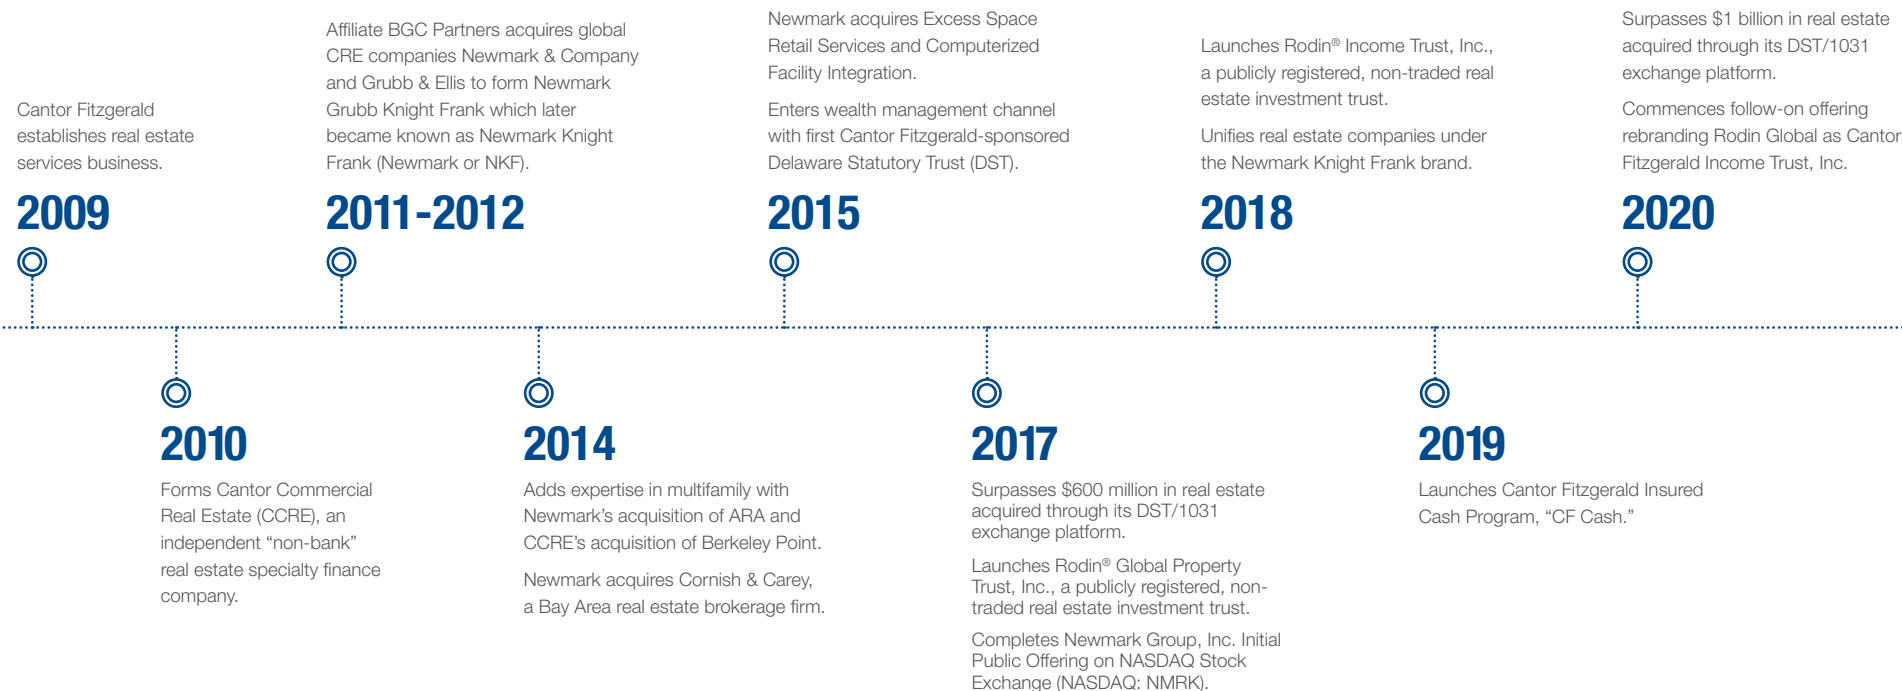 Cantor Fitzgerald
establishes real estate
services business.
2009
Affiliate BGC Partners acquires global
CRE companies Newmark & Company
and Grubb & Ellis to form Newmark
Grubb Knight Frank which later
became known as Newmark Knight
Frank (Newmark or NKF).
2011-2012
Newmark acquires Excess Space
Retail Services and Computerized
Facility Integration.
Enters wealth management channel
with first Cantor Fitzgerald-sponsored
Delaware Statutory Trust (DST).
2015
Launches Rodin® Income Trust, Inc.,
a publicly registered, non-traded real
estate investment trust.
Unifies real estate companies under
the Newmark Knight Frank brand.
2018
Surpasses $1 billion in real estate
acquired through its DST/1031
exchange platform.
Commences follow-on offering
rebranding Rodin Global as Cantor
Fitzgerald Income Trust, Inc.
2020
2010
Forms Cantor Commercial
Real Estate (CCRE), an
independent “non-bank”
real estate specialty finance
company.
2014
Adds expertise in multifamily with
Newmark’s acquisition of ARA and
CCRE’s acquisition of Berkeley Point.
Newmark acquires Cornish & Carey,
a Bay Area real estate brokerage firm.
2017
Surpasses $600 million in real estate
acquired through its DST/1031
exchange platform.
Launches Rodin® Global Property
Trust, Inc., a publicly registered, non-
traded real estate investment trust.
Completes Newmark Group, Inc. Initial
Public Offering on NASDAQ Stock
Exchange (NASDAQ: NMRK).
2019
Launches Cantor Fitzgerald Insured
Cash Program, “CF Cash.”